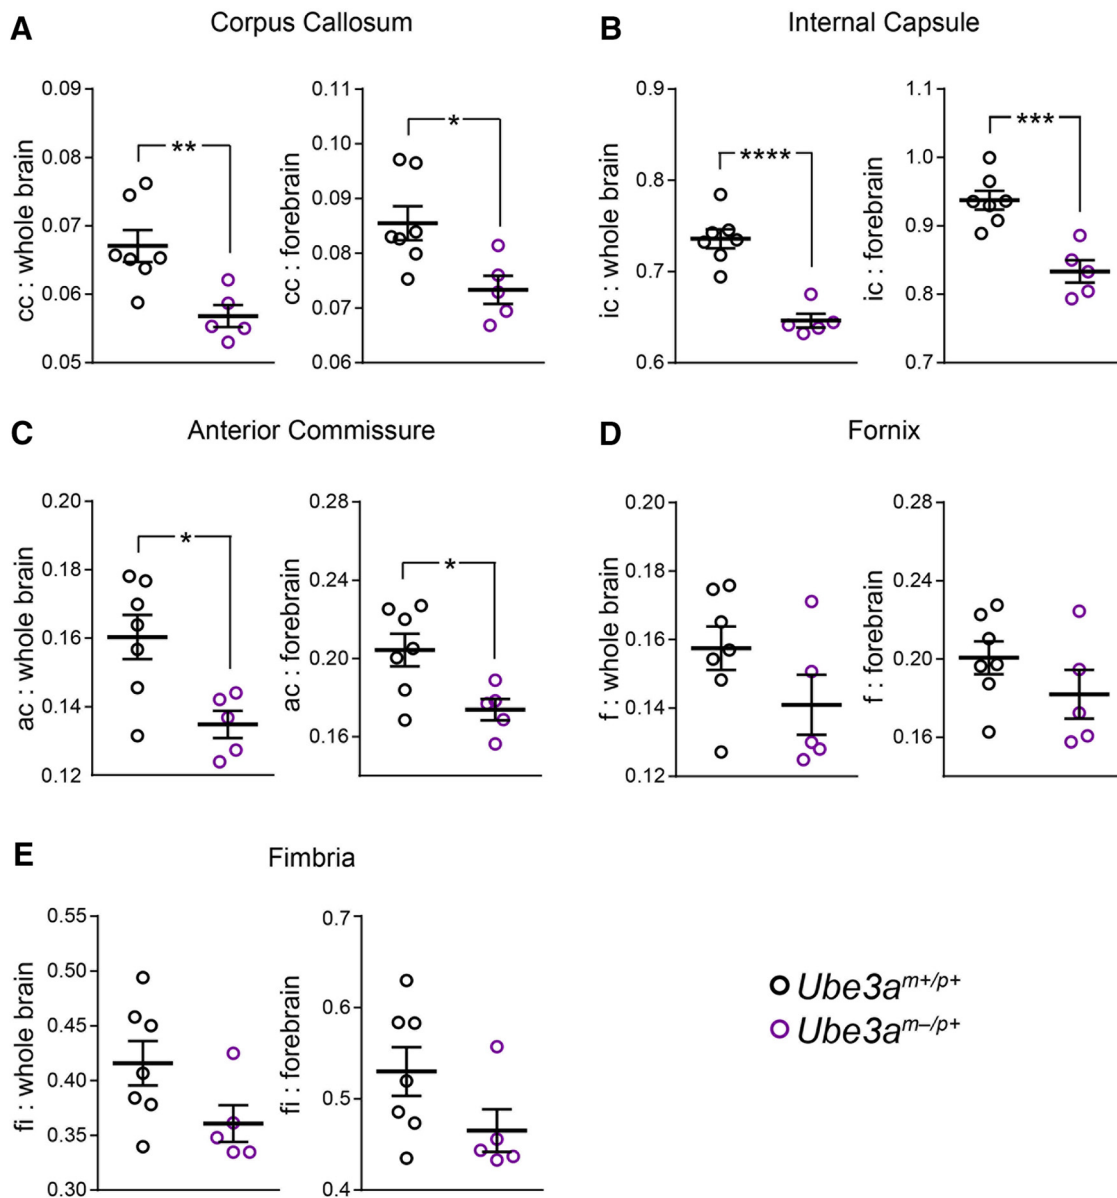 A
Corpus Callosum
B
Internal Capsule
cc : whole brain
0.09
0.08
0.07
0.06
0.05
**
cc : forebrain
0.11
0.10
0.09
0.08
0.07
0.06
*
ic : whole brain
0.9
0.8
0.7
0.6
****
ic : forebrain
1.1
1.0
0.9
0.8
0.7
***
C
Anterior Commissure
D
Fornix
ac : whole brain
0.20
0.18
0.16
0.14
0.12
*
ac : forebrain
0.28
0.24
0.20
0.16
*
f : whole brain
0.20
0.18
0.16
0.14
0.12
f : forebrain
0.28
0.24
0.20
0.16
E
Fimbria
fi : whole brain
0.55
0.50
0.45
0.40
0.35
0.30
fi : forebrain
0.7
0.6
0.5
0.4
Ube3a^m+/p+
Ube3a^m–/p+